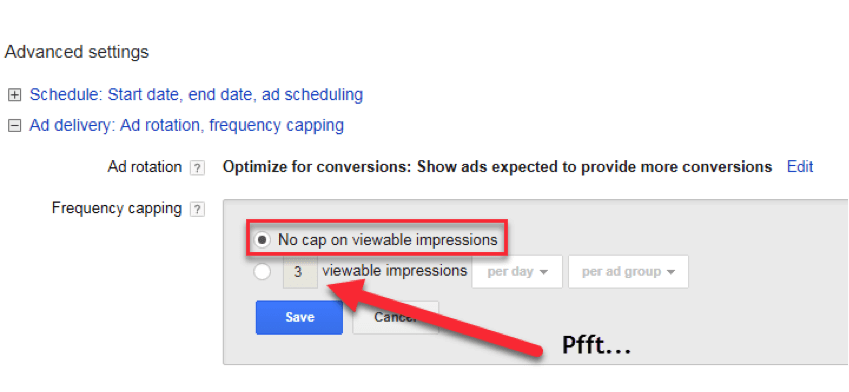 Advanced settings
Schedule: Start date, end date, ad scheduling
Ad delivery: Ad rotation, frequency capping
Ad rotation ? Optimize for conversions: Show ads expected to provide more conversions Edit
Frequency capping ?
No cap on viewable impressions
3 viewable impressions per day per ad group
Save Cancel
Pfft...